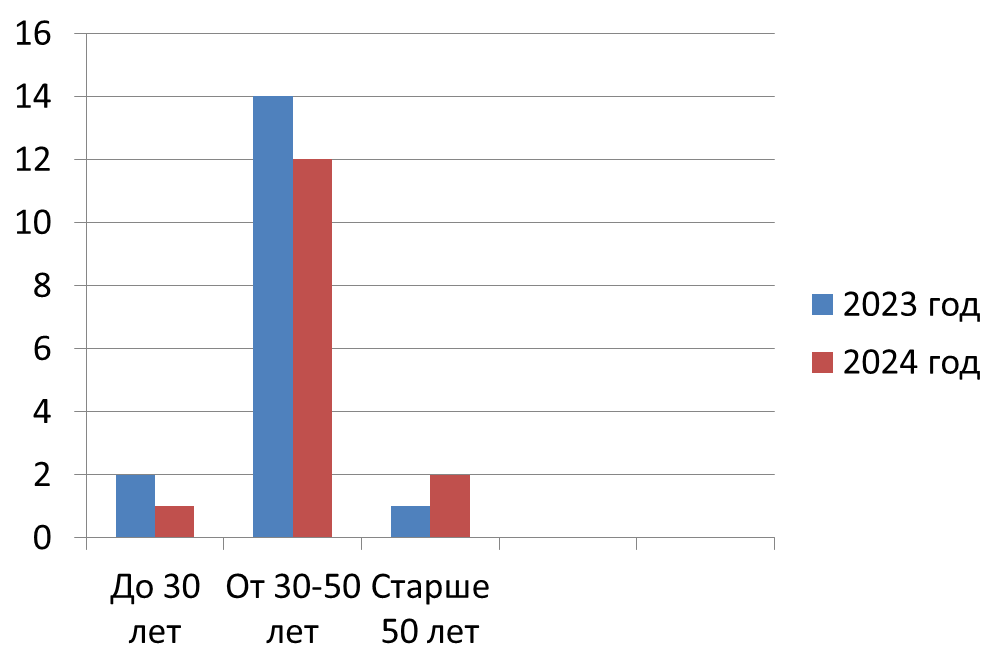 16
14
12
10
8
6
4
2
0
До 30
лет
От 30-50
лет
Старше
50 лет
2023 год
2024 год